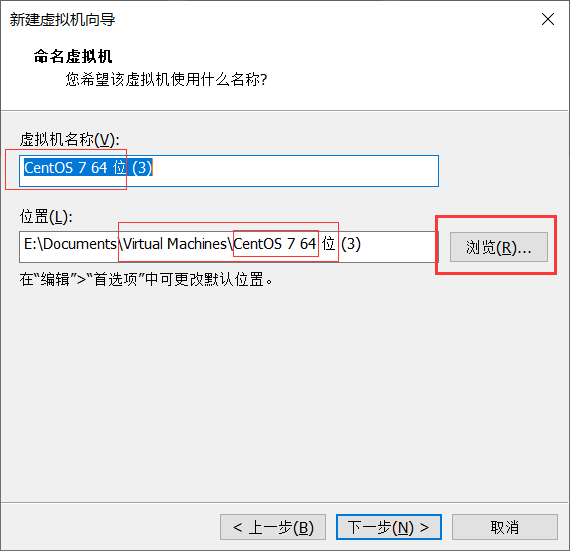 新建虚拟机向导
命名虚拟机
您希望该虚拟机使用什么名称?
虚拟机名称(V):
CentOS 7 64 位 (3)
位置(L):
E:\Documents\Virtual Machines\CentOS 7 64 位 (3)
浏览(R)...
在“编辑”>“首选项”中可更改默认位置。
< 上一步(B)
下一步(N) >
取消